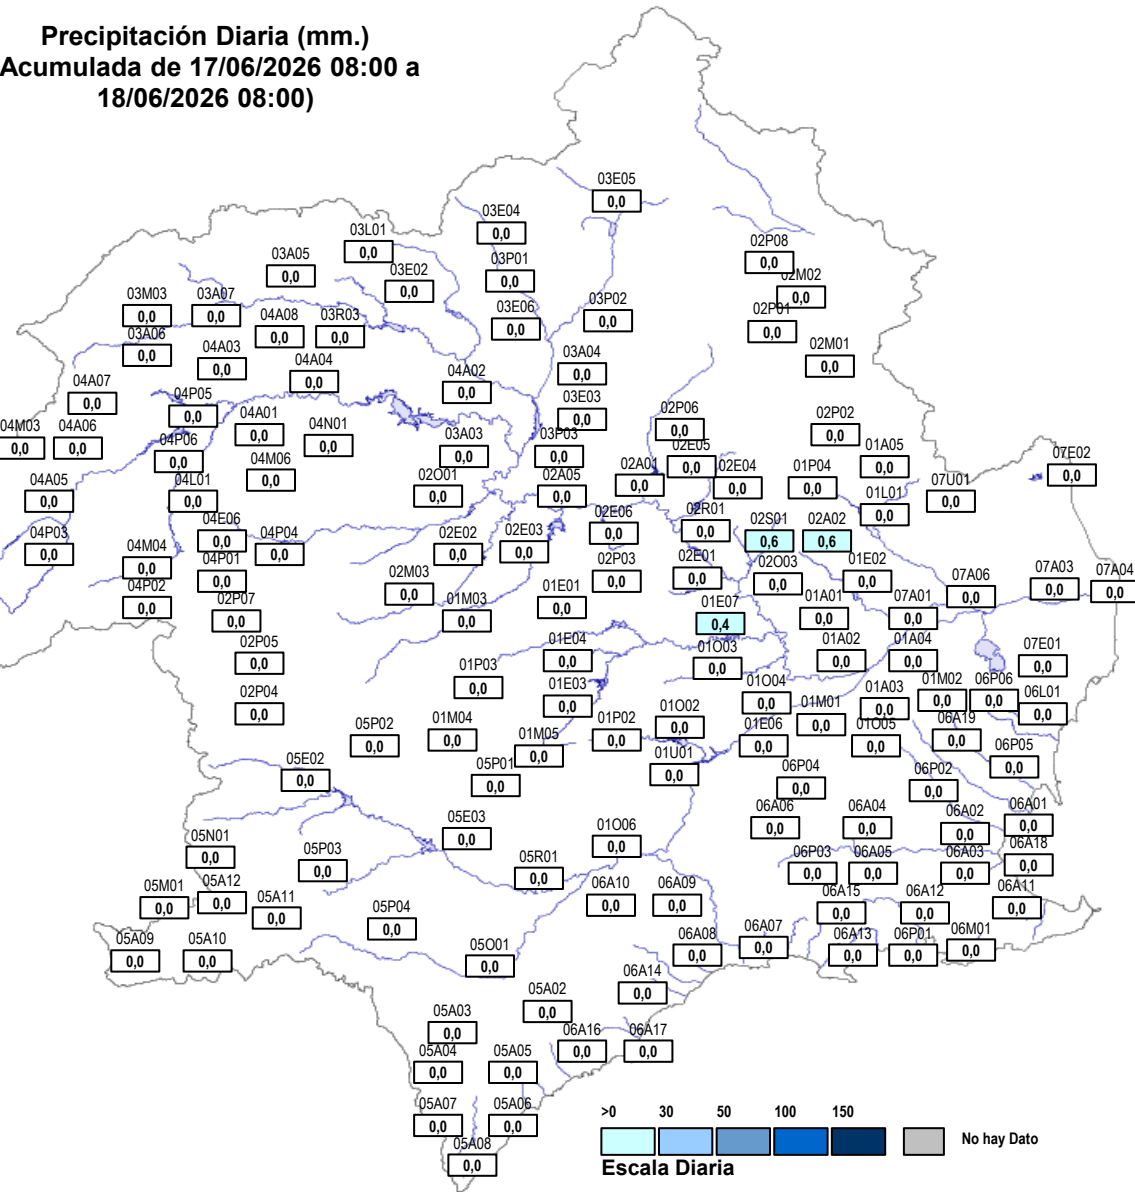 Precipitación Diaria (mm.)
Acumulada de 17/06/2026 08:00 a
18/06/2026 08:00)
03E05
0,0
03E04
0,0
03L01
0,0
02P08
0,0
03A05
0,0
03P01
0,0
03E02
0,0
02M02
0,0
03M03
0,0
03A07
0,0
03P02
0,0
04A08
0,0
03R03
0,0
03E06
0,0
02P01
0,0
03A06
0,0
04A03
0,0
03A04
0,0
02M01
0,0
04A04
0,0
04A02
0,0
04A07
0,0
04P05
0,0
03E03
0,0
02P06
0,0
02P02
0,0
04M03
0,0
04A06
0,0
04A01
0,0
04N01
0,0
03A03
0,0
03P03
0,0
04P06
0,0
02E05
0,0
01A05
0,0
07E02
0,0
04M06
0,0
02A01
0,0
02E04
0,0
01P04
0,0
04A05
0,0
04L01
0,0
02O01
0,0
02A05
0,0
07U01
0,0
01L01
0,0
02R01
0,0
04E06
0,0
02E06
0,0
02S01
0,6
02A02
0,6
04P03
0,0
04P04
0,0
02E02
0,0
02E03
0,0
04M04
0,0
04P01
0,0
02P03
0,0
02E01
0,0
02O03
0,0
01E02
0,0
07A03
0,0
07A04
0,0
02M03
0,0
07A06
0,0
04P02
0,0
01E01
0,0
02P07
0,0
01M03
0,0
01E07
0,4
01A01
0,0
07A01
0,0
02P05
0,0
01E04
0,0
01O03
0,0
01A02
0,0
01A04
0,0
07E01
0,0
01P03
0,0
02P04
0,0
01E03
0,0
01O04
0,0
01A03
0,0
01M02
0,0
06P06
0,0
06L01
0,0
05P02
0,0
01M04
0,0
01P02
0,0
01O02
0,0
01M01
0,0
01E06
0,0
01O05
0,0
06A19
0,0
01M05
0,0
01U01
0,0
06P05
0,0
05E02
0,0
05P01
0,0
06P04
0,0
06P02
0,0
05E03
0,0
06A06
0,0
06A04
0,0
06A02
0,0
06A01
0,0
05N01
0,0
01O06
0,0
05P03
0,0
05R01
0,0
06P03
0,0
06A05
0,0
06A03
0,0
06A18
0,0
05M01
0,0
05A12
0,0
05A11
0,0
06A10
0,0
06A09
0,0
06A15
0,0
06A12
0,0
06A11
0,0
05P04
0,0
05A09
0,0
05A10
0,0
06A08
0,0
06A07
0,0
06A13
0,0
06P01
0,0
06M01
0,0
05O01
0,0
06A14
0,0
05A02
0,0
05A03
0,0
06A16
0,0
06A17
0,0
05A04
0,0
05A05
0,0
05A07
0,0
05A06
0,0
05A08
0,0
>0 30 50 100 150
No hay Dato
Escala Diaria